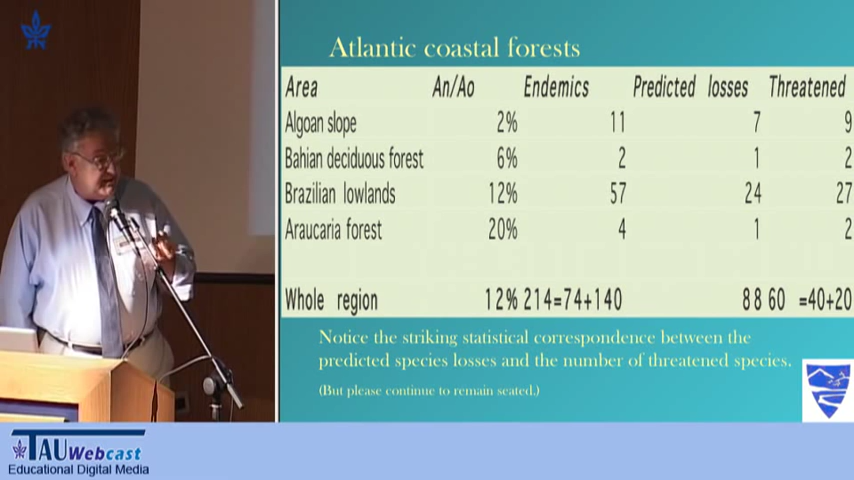 Atlantic coastal forests
Area An/Ao Endemics Predicted losses Threatened
Algoan slope 2% 11 7 9
Bahian deciduous forest 6% 2 1 2
Brazilian lowlands 12% 57 24 27
Araucaria forest 20% 4 1 2
Whole region 12% 214=74+140 88 60 =40+20
Notice the striking statistical correspondence between the
predicted species losses and the number of threatened species.
(But please continue to remain seated.)
TAU Webcast
Educational Digital Media